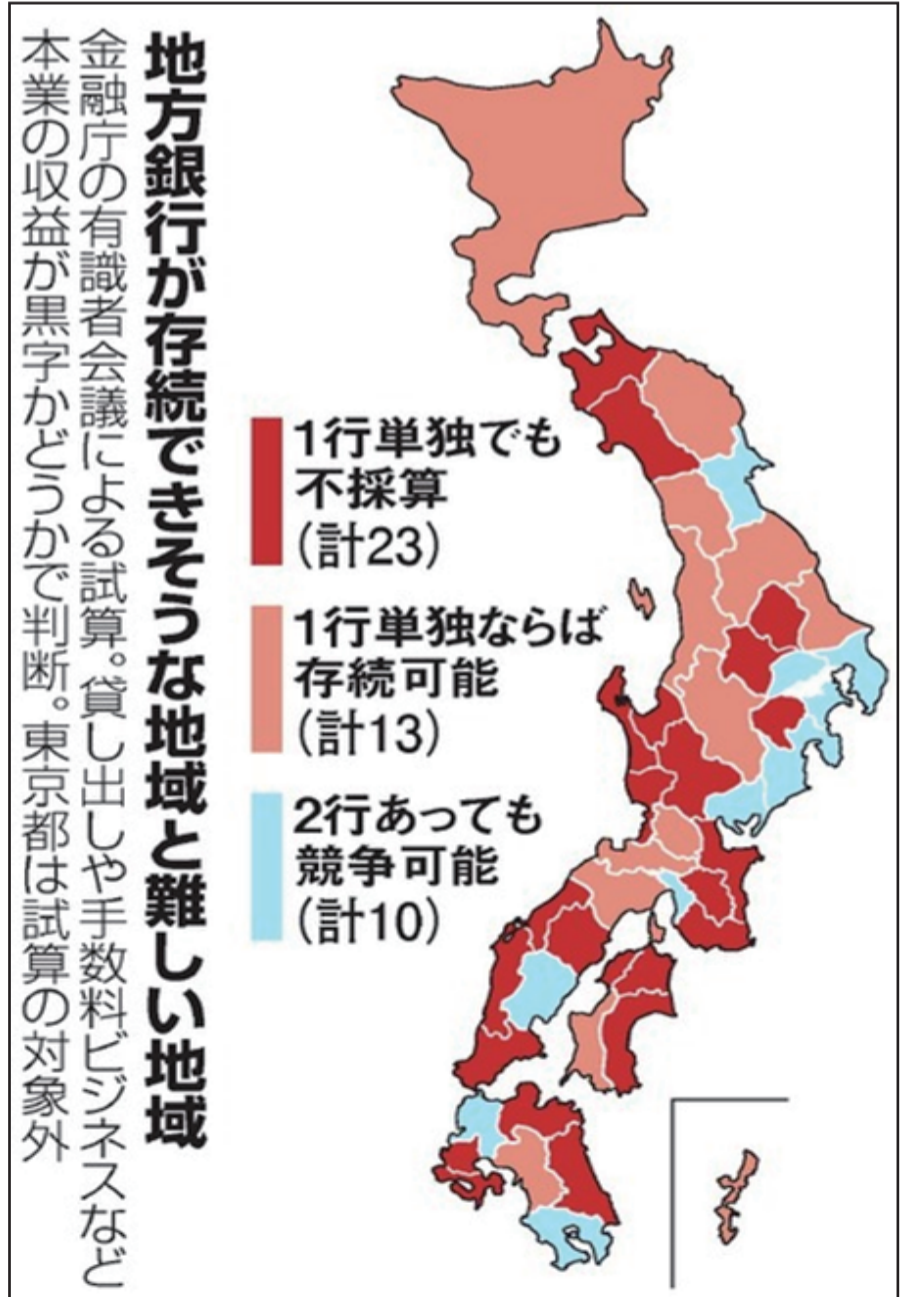 地方銀行が存続できそうな地域と難しい地域
金融庁の有識者会議による試算。貸し出しや手数料ビジネスなど
本業の収益が黒字かどうかで判断。東京都は試算の対象外
1行単独でも
不採算
(計23)
1行単独ならば
存続可能
(計13)
2行あっても
競争可能
(計10)